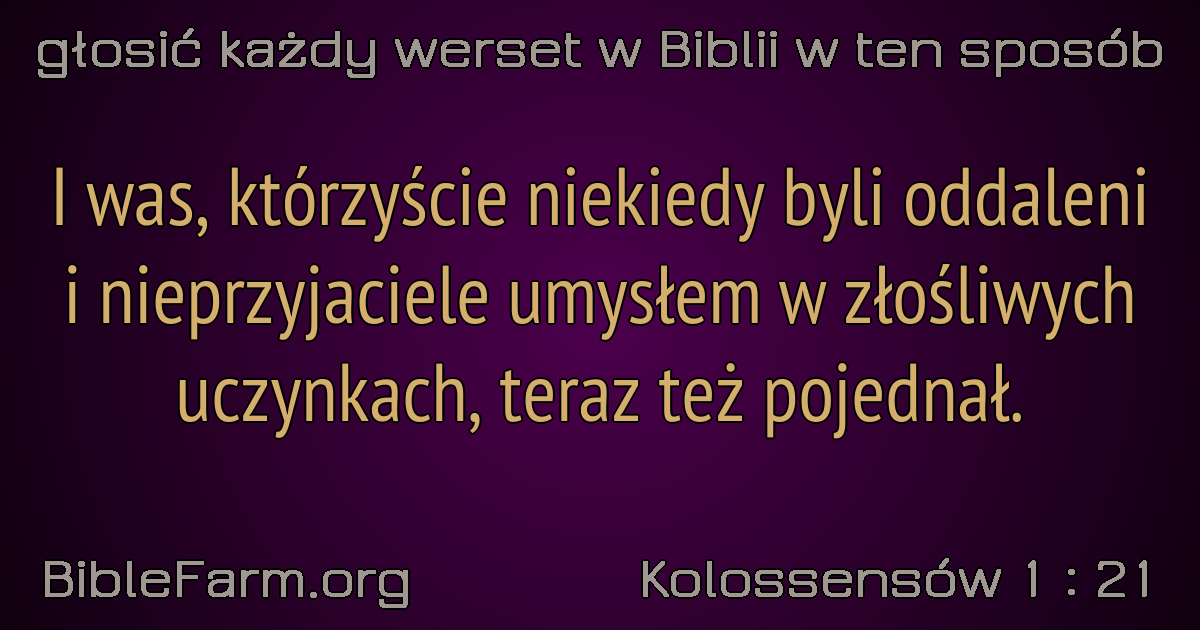 głosić każdy werset w Biblii w ten sposób
I was, którzyście niekiedy byli oddaleni
i nieprzyjaciele umysłem w złośliwych
uczynkach, teraz też pojednał.
BibleFarm.org
Kolossensów 1 : 21